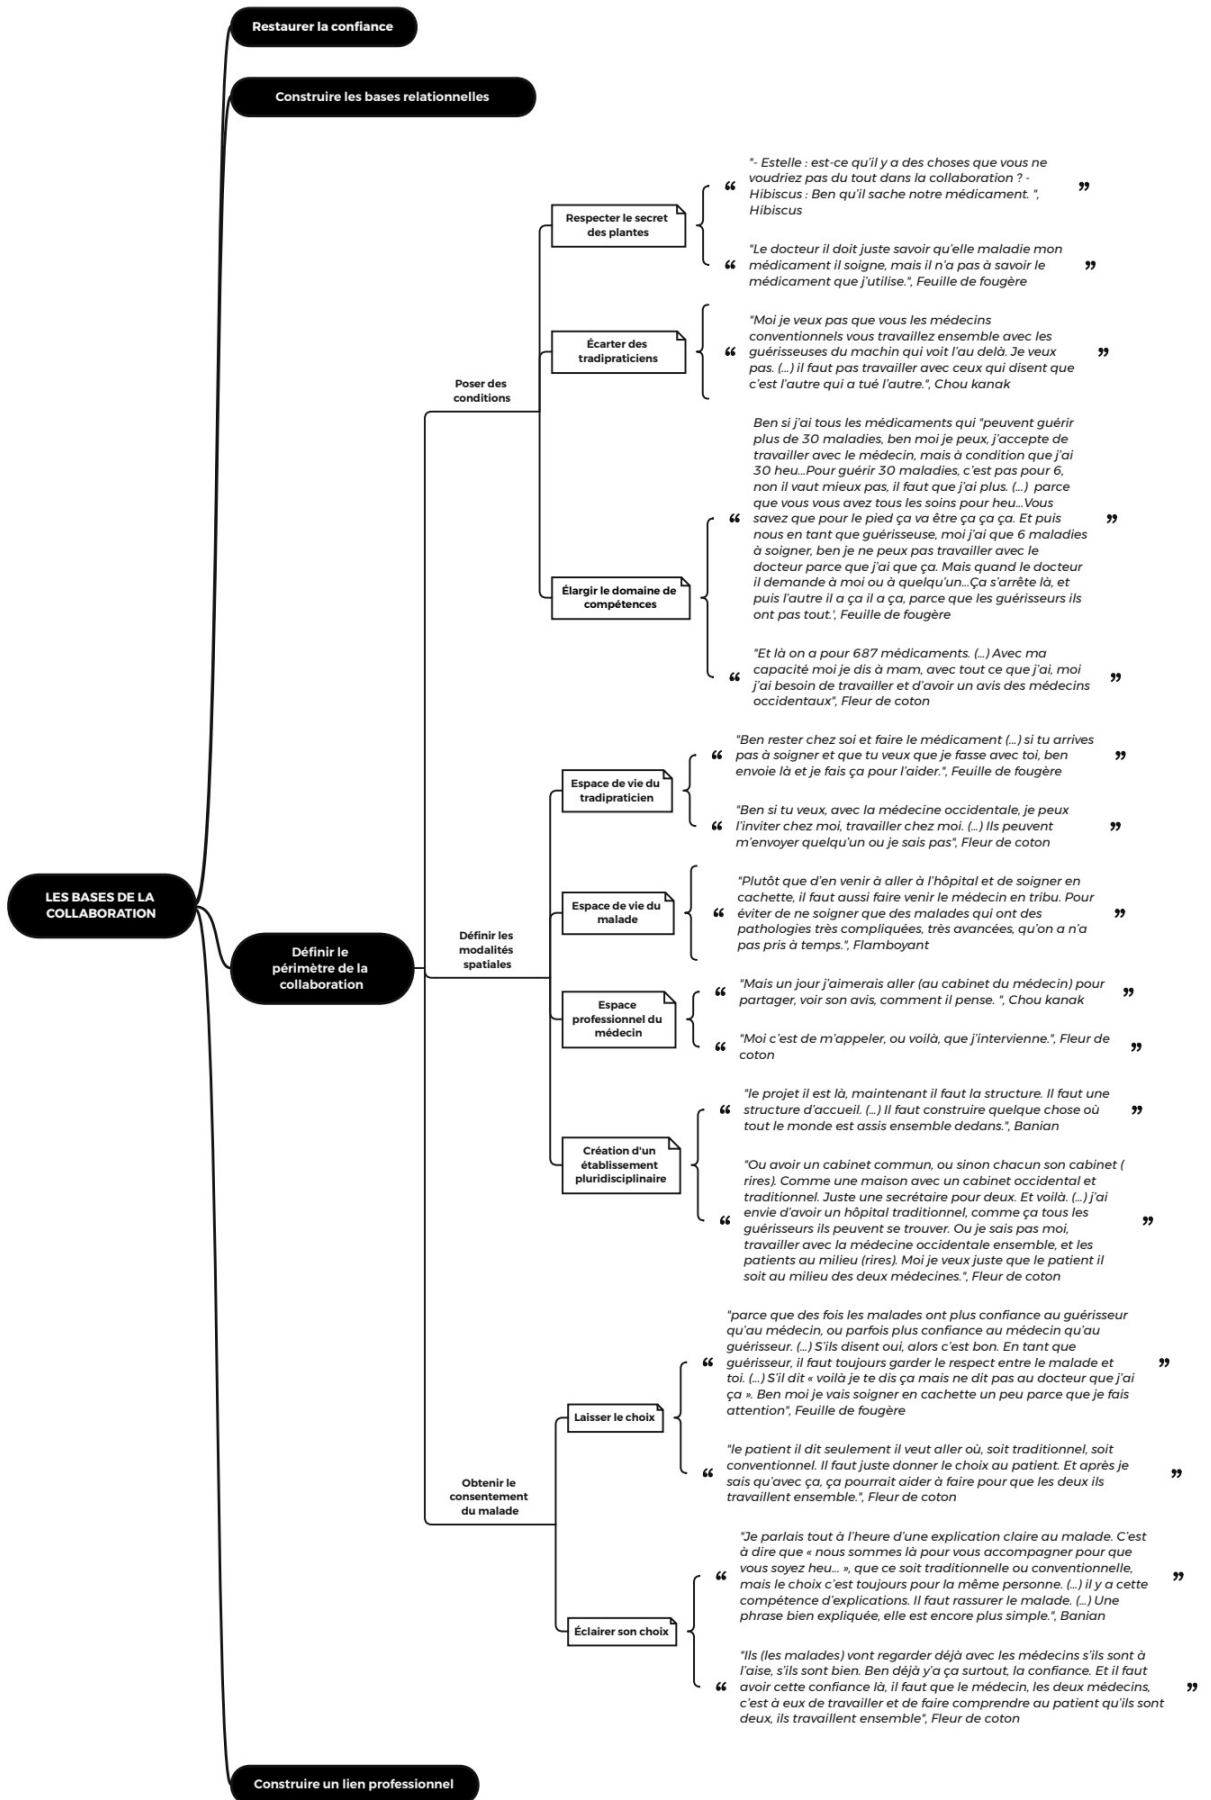 Restaurer la confiance
Construire les bases relationnelles
LES BASES DE LA
COLLABORATION
Définir le
périmètre de la
collaboration
Poser des
conditions
Respecter le secret
des plantes
“ "- Estelle : est-ce qu'il y a des choses que vous ne
voudriez pas du tout dans la collaboration ? -
Hibiscus : Ben qu'il sache notre médicament. ",
Hibiscus ”
“ "Le docteur il doit juste savoir qu'elle maladie mon
médicament il soigne, mais il n'a pas à savoir le
médicament que j'utilise.", Feuille de fougère ”
Écarter des
tradipraticiens
“ "Moi je veux pas que vous les médecins
conventionnels vous travaillez ensemble avec les
guérisseuses du machin qui voit l'au delà. Je veux
pas. (...) il faut pas travailler avec ceux qui disent que
c'est l'autre qui a tué l'autre.", Chou kanak ”
Élargir le domaine de
compétences
“ Ben si j'ai tous les médicaments qui "peuvent guérir
plus de 30 maladies, ben moi je peux, j'accepte de
travailler avec le médecin, mais à condition que j'ai
30 heu...Pour guérir 30 maladies, c'est pas pour 6,
non il vaut mieux pas, il faut que j'ai plus. (...)  parce
que vous vous avez tous les soins pour heu...Vous
savez que pour le pied ça va être ça ça ça. Et puis
nous en tant que guérisseuse, moi j'ai que 6 maladies
à soigner, ben je ne peux pas travailler avec le
docteur parce que j'ai que ça. Mais quand le docteur
il demande à moi ou à quelqu'un...Ça s'arrête là, et
puis l'autre il a ça il a ça, parce que les guérisseurs ils
ont pas tout.', Feuille de fougère ”
“ "Et là on a pour 687 médicaments. (...) Avec ma
capacité moi je dis à mam, avec tout ce que j'ai, moi
j'ai besoin de travailler et d'avoir un avis des médecins
occidentaux", Fleur de coton ”
Définir les
modalités
spatiales
Espace de vie du
tradipraticien
“ "Ben rester chez soi et faire le médicament (...) si tu arrives
pas à soigner et que tu veux que je fasse avec toi, ben
envoie là et je fais ça pour l'aider.", Feuille de fougère ”
“ "Ben si tu veux, avec la médecine occidentale, je peux
l'inviter chez moi, travailler chez moi. (...) Ils peuvent
m'envoyer quelqu'un ou je sais pas", Fleur de coton ”
Espace de vie du
malade
“ "Plutôt que d'en venir à aller à l'hôpital et de soigner en
cachette, il faut aussi faire venir le médecin en tribu. Pour
éviter de ne soigner que des malades qui ont des
pathologies très compliquées, très avancées, qu'on a n'a
pas pris à temps.", Flamboyant ”
Espace
professionnel du
médecin
“ "Mais un jour j'aimerais aller (au cabinet du médecin) pour
partager, voir son avis, comment il pense. ", Chou kanak ”
“ "Moi c'est de m'appeler, ou voilà, que j'intervienne.", Fleur de
coton ”
Création d'un
établissement
pluridisciplinaire
“ "le projet il est là, maintenant il faut la structure. Il faut une
structure d'accueil. (...) Il faut construire quelque chose où
tout le monde est assis ensemble dedans.", Banian ”
“ "Ou avoir un cabinet commun, ou sinon chacun son cabinet (
rires). Comme une maison avec un cabinet occidental et
traditionnel. Juste une secrétaire pour deux. Et voilà. (...) j'ai
envie d'avoir un hôpital traditionnel, comme ça tous les
guérisseurs ils peuvent se trouver. Ou je sais pas moi,
travailler avec la médecine occidentale ensemble, et les
patients au milieu (rires). Moi je veux juste que le patient il
soit au milieu des deux médecines.", Fleur de coton ”
Obtenir le
consentement
du malade
Laisser le choix
“ "parce que des fois les malades ont plus confiance au guérisseur
qu'au médecin, ou parfois plus confiance au médecin qu'au
guérisseur. (...) S'ils disent oui, alors c'est bon. En tant que
guérisseur, il faut toujours garder le respect entre le malade et
toi. (...) S'il dit « voilà je te dis ça mais ne dit pas au docteur que j'ai
ça ». Ben moi je vais soigner en cachette un peu parce que je fais
attention", Feuille de fougère ”
“ "le patient il dit seulement il veut aller où, soit traditionnel, soit
conventionnel. Il faut juste donner le choix au patient. Et après je
sais qu'avec ça, ça pourrait aider à faire pour que les deux ils
travaillent ensemble.", Fleur de coton ”
Éclairer son choix
“ "Je parlais tout à l'heure d'une explication claire au malade. C'est
à dire que « nous sommes là pour vous accompagner pour que
vous soyez heu... », que ce soit traditionnelle ou conventionnelle,
mais le choix c'est toujours pour la même personne. (...) il y a cette
compétence d'explications. Il faut rassurer le malade. (...) Une
phrase bien expliquée, elle est encore plus simple.", Banian ”
“ "Ils (les malades) vont regarder déjà avec les médecins s'ils sont à
l'aise, s'ils sont bien. Ben déjà y'a ça surtout, la confiance. Et il faut
avoir cette confiance là, il faut que le médecin, les deux médecins,
c'est à eux de travailler et de faire comprendre au patient qu'ils sont
deux, ils travaillent ensemble", Fleur de coton ”
Construire un lien professionnel